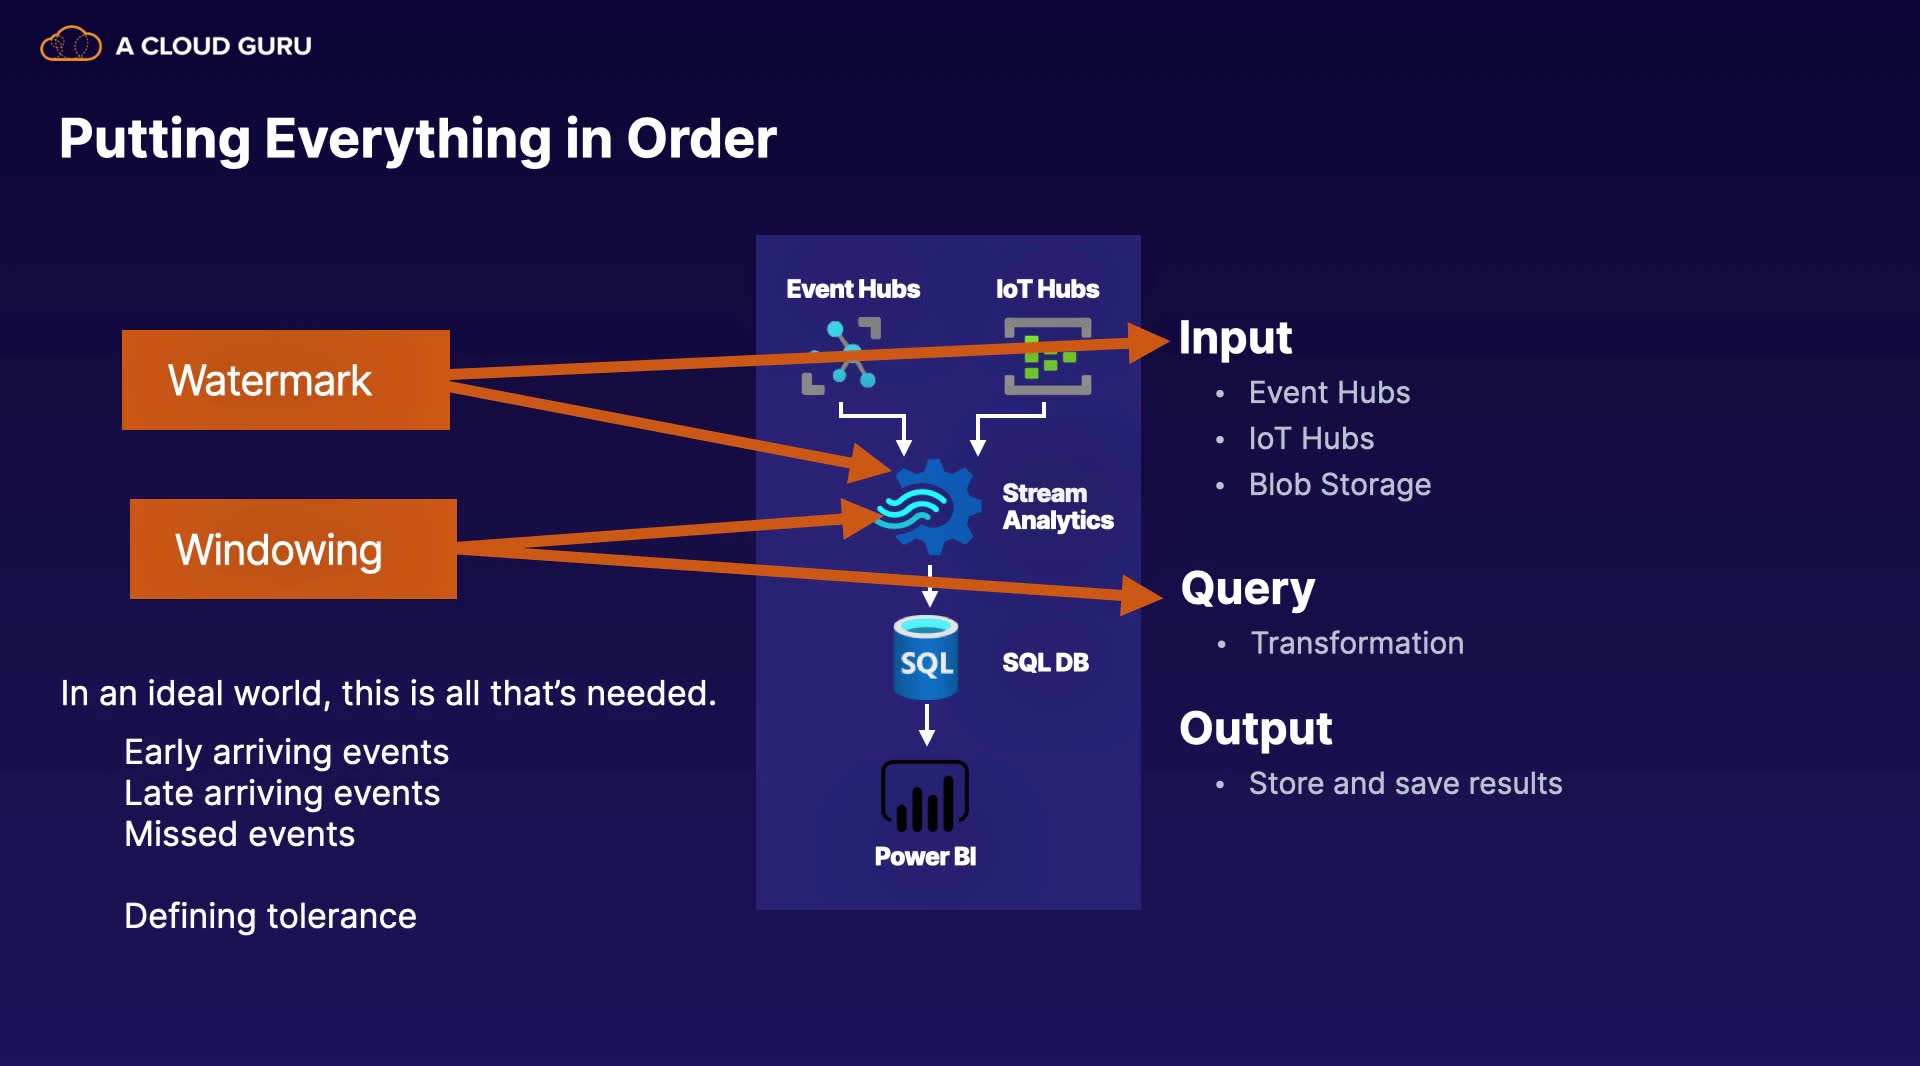 A CLOUD GURU
Putting Everything in Order
Event Hubs
IoT Hubs
Watermark
Windowing
Stream
Analytics
SQL
SQL DB
Power BI
Input
• Event Hubs
• IoT Hubs
• Blob Storage
Query
• Transformation
Output
• Store and save results
In an ideal world, this is all that’s needed.
Early arriving events
Late arriving events
Missed events
Defining tolerance